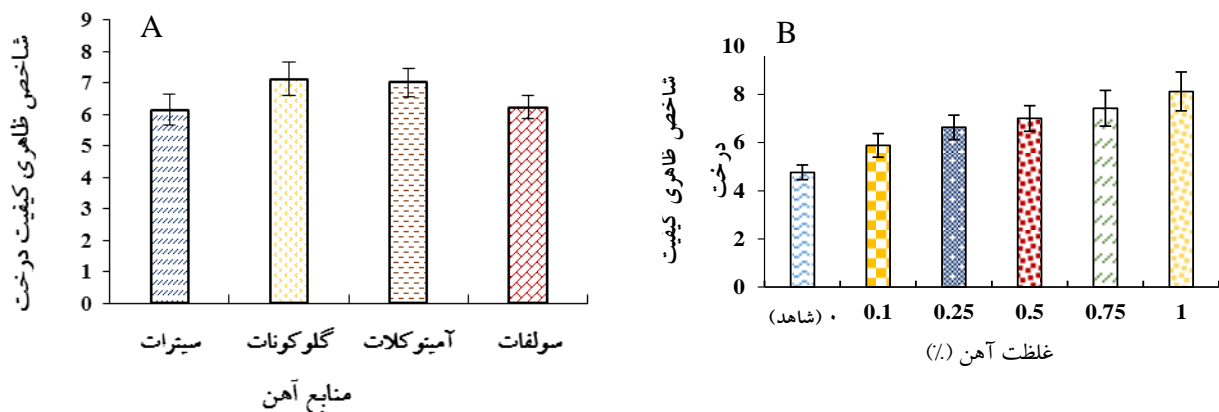 A
شاخص ظاهری کیفیت درخت
9
8
7
6
5
4
3
2
1
0
سیترات
گلوکونات
آمینوکلات
سولفات
منابع آهن
B
شاخص ظاهری کیفیت
درخت
10
8
6
4
2
0
۰ (شاهد)
0.1
0.25
0.5
0.75
1
غلظت آهن (٪)